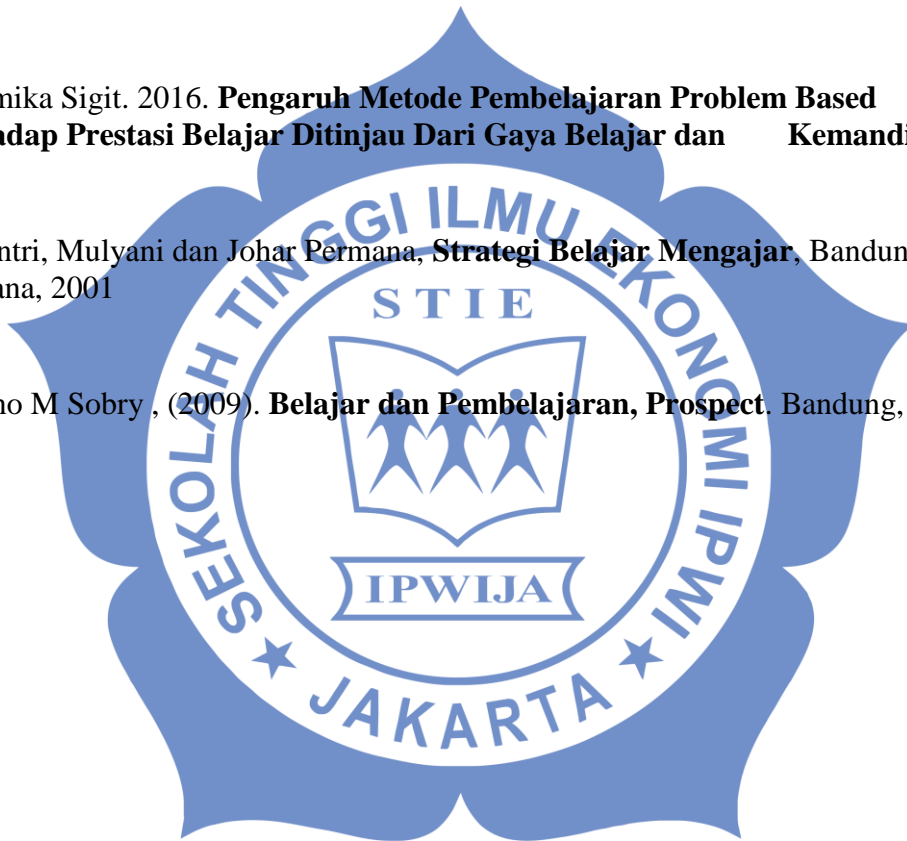 mika Sigit. 2016. Pengaruh Metode Pembelajaran Problem Based
adap Prestasi Belajar Ditinjau Dari Gaya Belajar dan Kemandi
ntri, Mulyani dan Johar Permana, Strategi Belajar Mengajar, Bandun
ana, 2001
no M Sobry , (2009). Belajar dan Pembelajaran, Prospect. Bandung,
SEKOLAH TINGGI ILMU EKONOMI IPWI
STIE
IPWIJA
JAKARTA